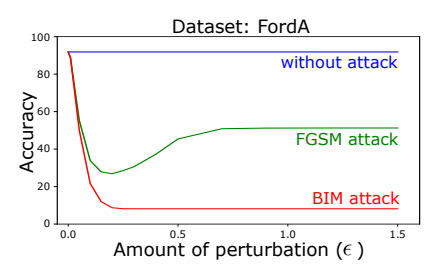 Dataset: FordA
100
80
60
40
20
0
Accuracy
without attack
FGSM attack
BIM attack
0.0 0.5 1.0 1.5
Amount of perturbation (ϵ )